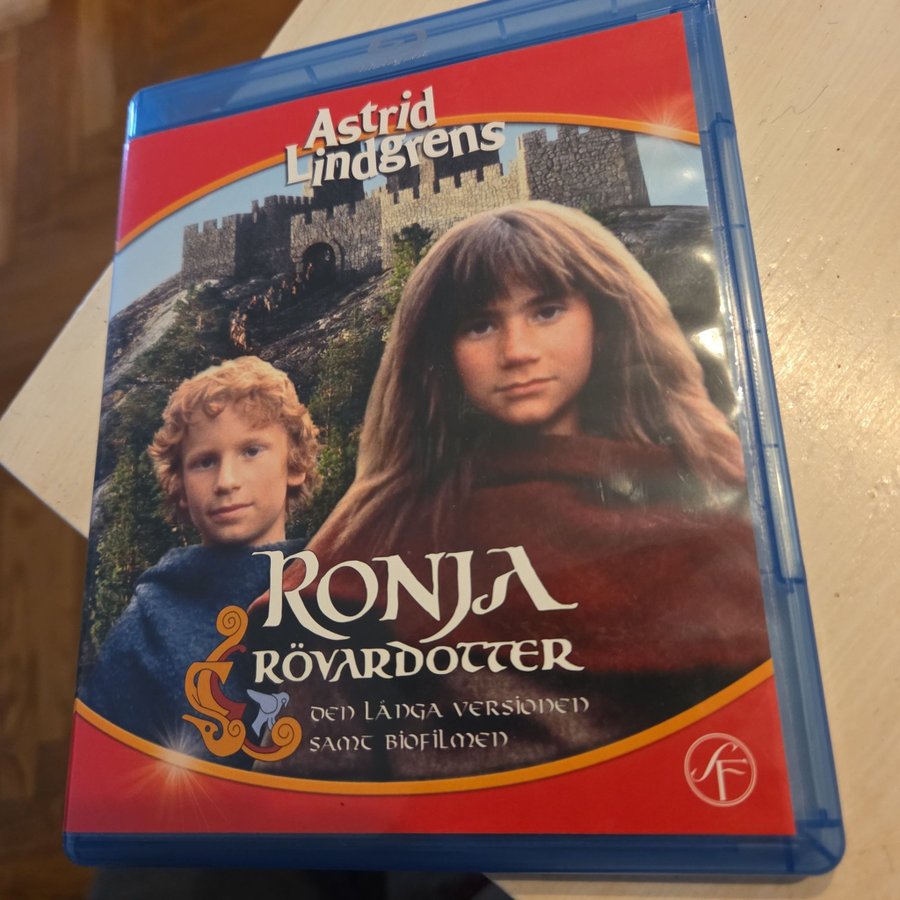 Astrid
Lindgrens
RONJA
RÖVARDOTTER
DEN LÅNGA VERSIONEN
SAMT BIOFILMEN
SF